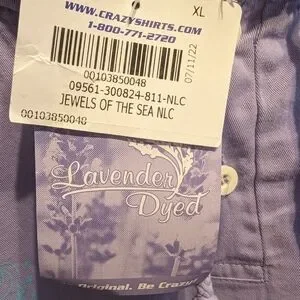 WWW.CRAZYSHIRTS.COM
1-800-771-2720
XL
00103850048
07/11/22
09561-300824-811-NLC
JEWELS OF THE SEA NLC
00103850048
Lavender
Dyed
Original. Be Crazy